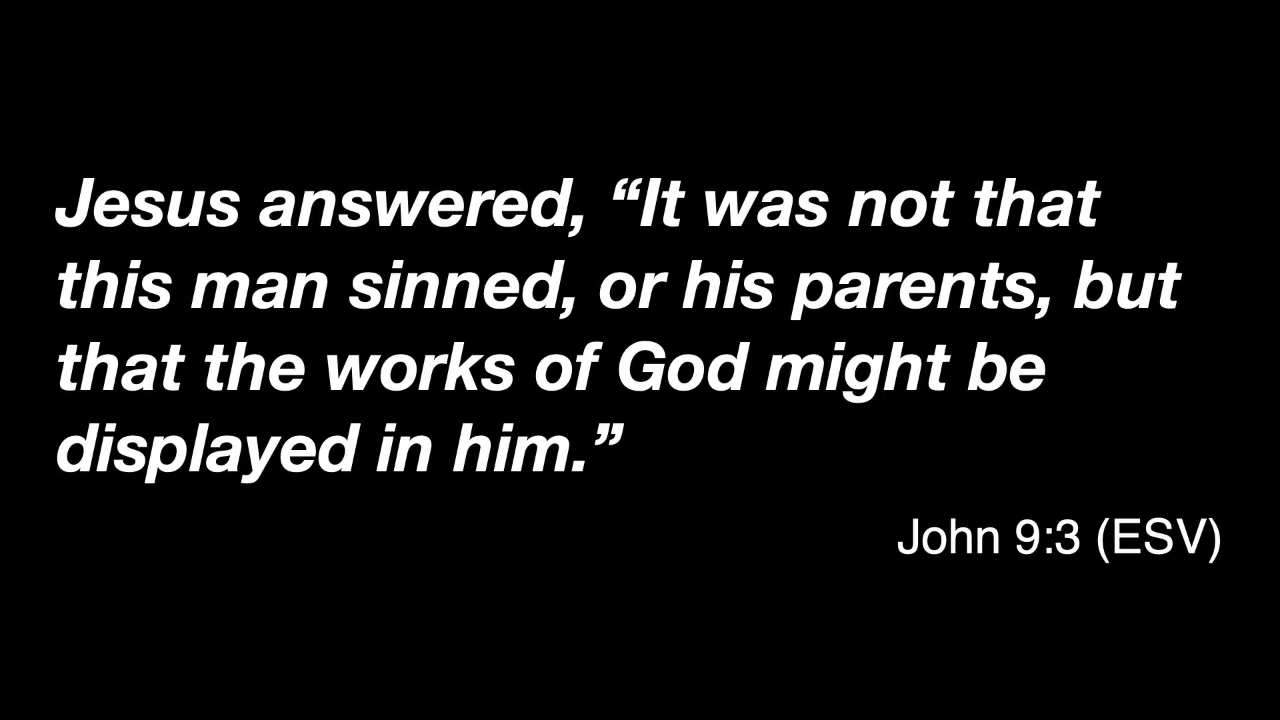 Jesus answered, “It was not that
this man sinned, or his parents, but
that the works of God might be
displayed in him.”
John 9:3 (ESV)